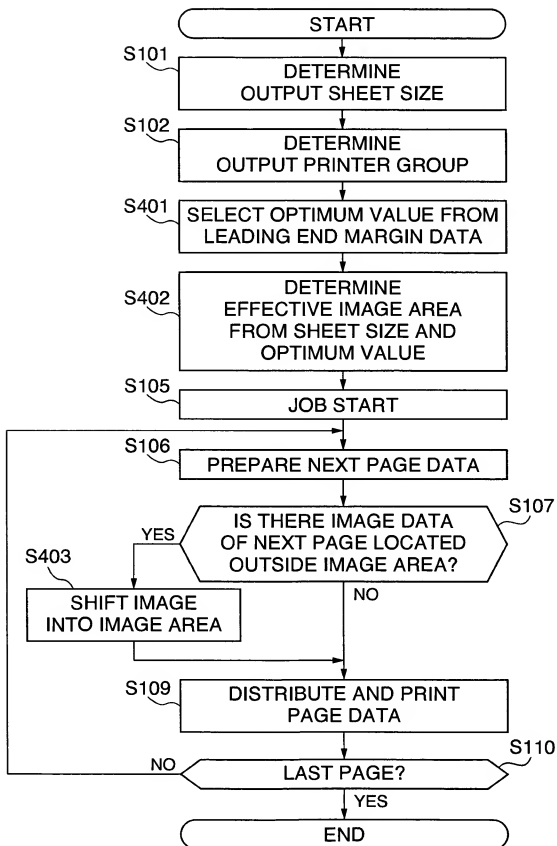 START
S101
DETERMINE
OUTPUT SHEET SIZE
S102
DETERMINE
OUTPUT PRINTER GROUP
S401
SELECT OPTIMUM VALUE FROM
LEADING END MARGIN DATA
S402
DETERMINE
EFFECTIVE IMAGE AREA
FROM SHEET SIZE AND
OPTIMUM VALUE
S105
JOB START
S106
PREPARE NEXT PAGE DATA
S107
IS THERE IMAGE DATA
OF NEXT PAGE LOCATED
OUTSIDE IMAGE AREA?
YES
NO
S403
SHIFT IMAGE
INTO IMAGE AREA
S109
DISTRIBUTE AND PRINT
PAGE DATA
S110
LAST PAGE?
NO
YES
END